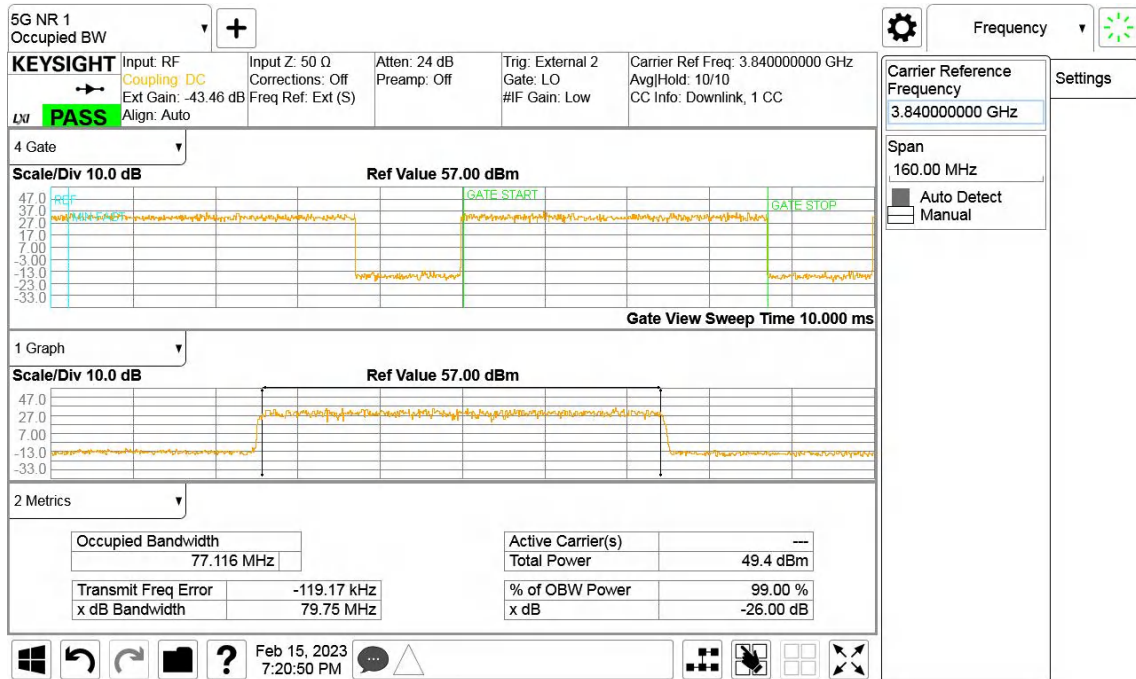 5G NR 1
Occupied BW
KEYSIGHT
LXI PASS
Input: RF
Coupling: DC
Ext Gain: -43.46 dB
Align: Auto
Input Z: 50 Ω
Corrections: Off
Freq Ref: Ext (S)
Atten: 24 dB
Preamp: Off
Trig: External 2
Gate: LO
#IF Gain: Low
Carrier Ref Freq: 3.840000000 GHz
Avg|Hold: 10/10
CC Info: Downlink, 1 CC
4 Gate
Scale/Div 10.0 dB
Ref Value 57.00 dBm
47.0
37.0
27.0
17.0
7.00
-3.00
-13.0
-23.0
-33.0
REF
MIN FAST
GATE START
GATE STOP
Gate View Sweep Time 10.000 ms
1 Graph
Scale/Div 10.0 dB
Ref Value 57.00 dBm
47.0
27.0
7.00
-13.0
-33.0
2 Metrics
Occupied Bandwidth
77.116 MHz
Transmit Freq Error -119.17 kHz
x dB Bandwidth 79.75 MHz
Active Carrier(s) ---
Total Power 49.4 dBm
% of OBW Power 99.00 %
x dB -26.00 dB
Feb 15, 2023
7:20:50 PM
Frequency
Carrier Reference
Frequency
3.840000000 GHz
Span
160.00 MHz
Auto Detect
Manual
Settings